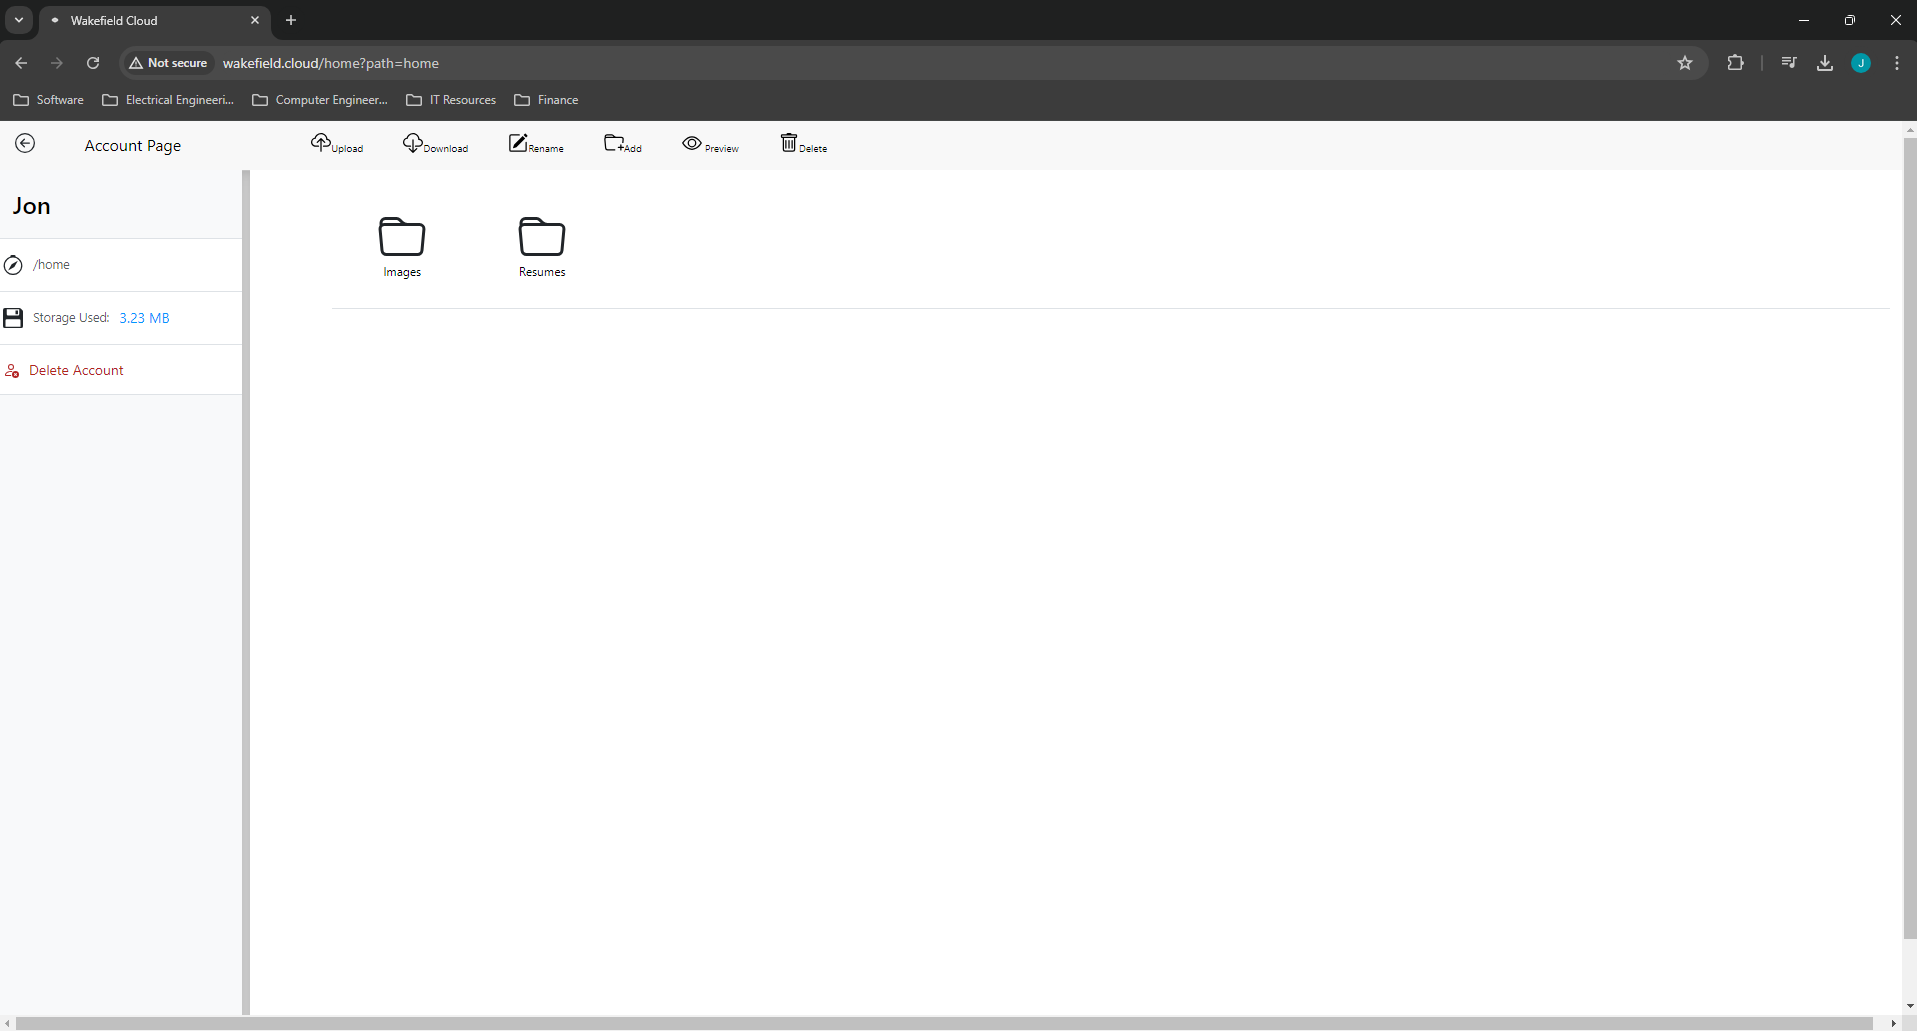 Wakefield Cloud
Not secure wakefield.cloud/home?path=home
J
Software Electrical Engineeri... Computer Engineer... IT Resources Finance
Account Page Upload Download Rename Add Preview Delete
Jon
/home
Storage Used: 3.23 MB
Delete Account
Images Resumes